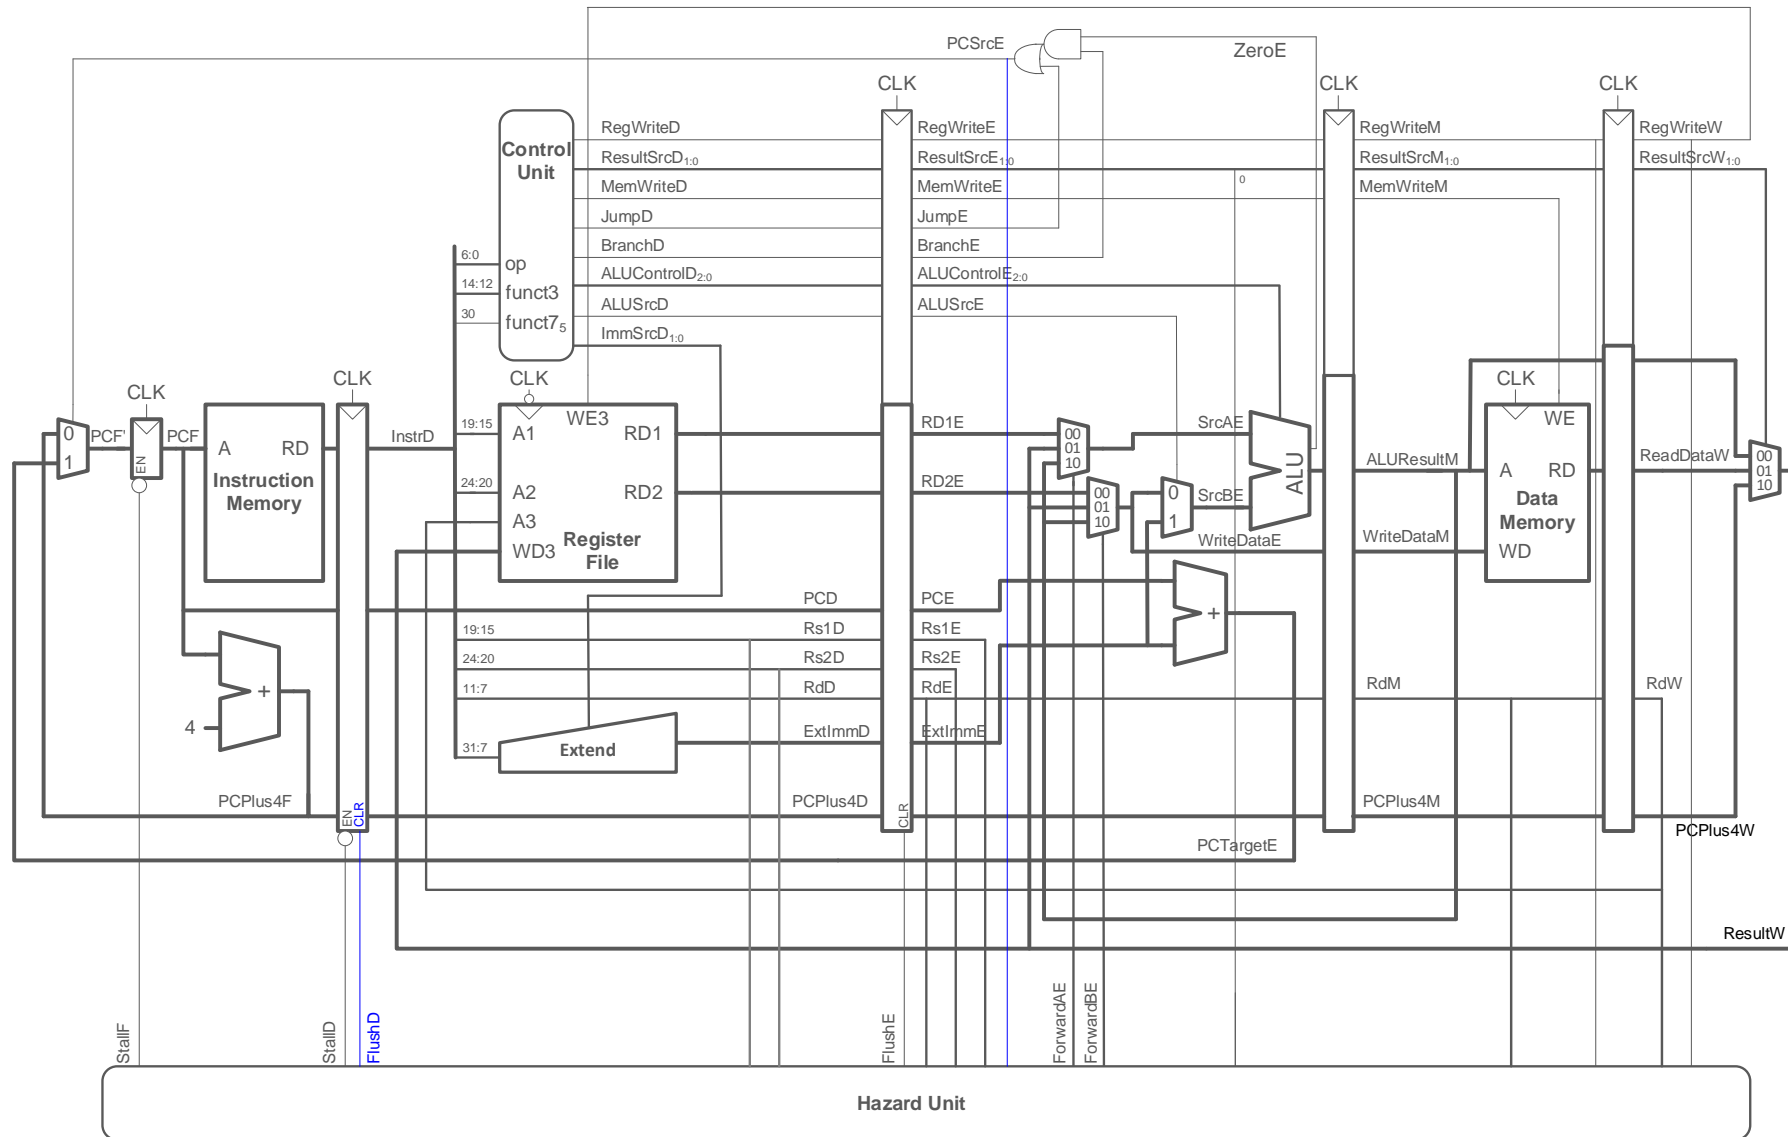 PCSrcE
ZeroE
CLK
CLK
CLK
Control
Unit
RegWriteD
RegWriteE
RegWriteM
RegWriteW
ResultSrcD1:0
ResultSrcE1:0
ResultSrcM1:0
ResultSrcW1:0
0
MemWriteD
MemWriteE
MemWriteM
JumpD
JumpE
BranchD
BranchE
6:0
op
ALUControlD2:0
ALUControlE2:0
14:12
funct3
ALUSrcD
ALUSrcE
30
funct75
ImmSrcD1:0
CLK
CLK
CLK
CLK
0
1
PCF'
EN
PCF
A
RD
Instruction
Memory
InstrD
19:15
A1
WE3
RD1
24:20
A2
RD2
A3
WD3
Register
File
RD1E
RD2E
00
01
10
00
01
10
0
1
SrcAE
SrcBE
ALU
WriteDataE
ALUResultM
WriteDataM
A
RD
WE
Data
Memory
WD
ReadDataW
00
01
10
PCD
PCE
+
19:15
Rs1D
Rs1E
24:20
Rs2D
Rs2E
11:7
RdD
RdE
RdM
RdW
+
4
31:7
Extend
ExtImmD
ExtImmE
PCPlus4F
EN
CLR
PCPlus4D
CLR
PCPlus4M
PCPlus4W
PCTargetE
ResultW
StallF
StallD
FlushD
FlushE
ForwardAE
ForwardBE
Hazard Unit